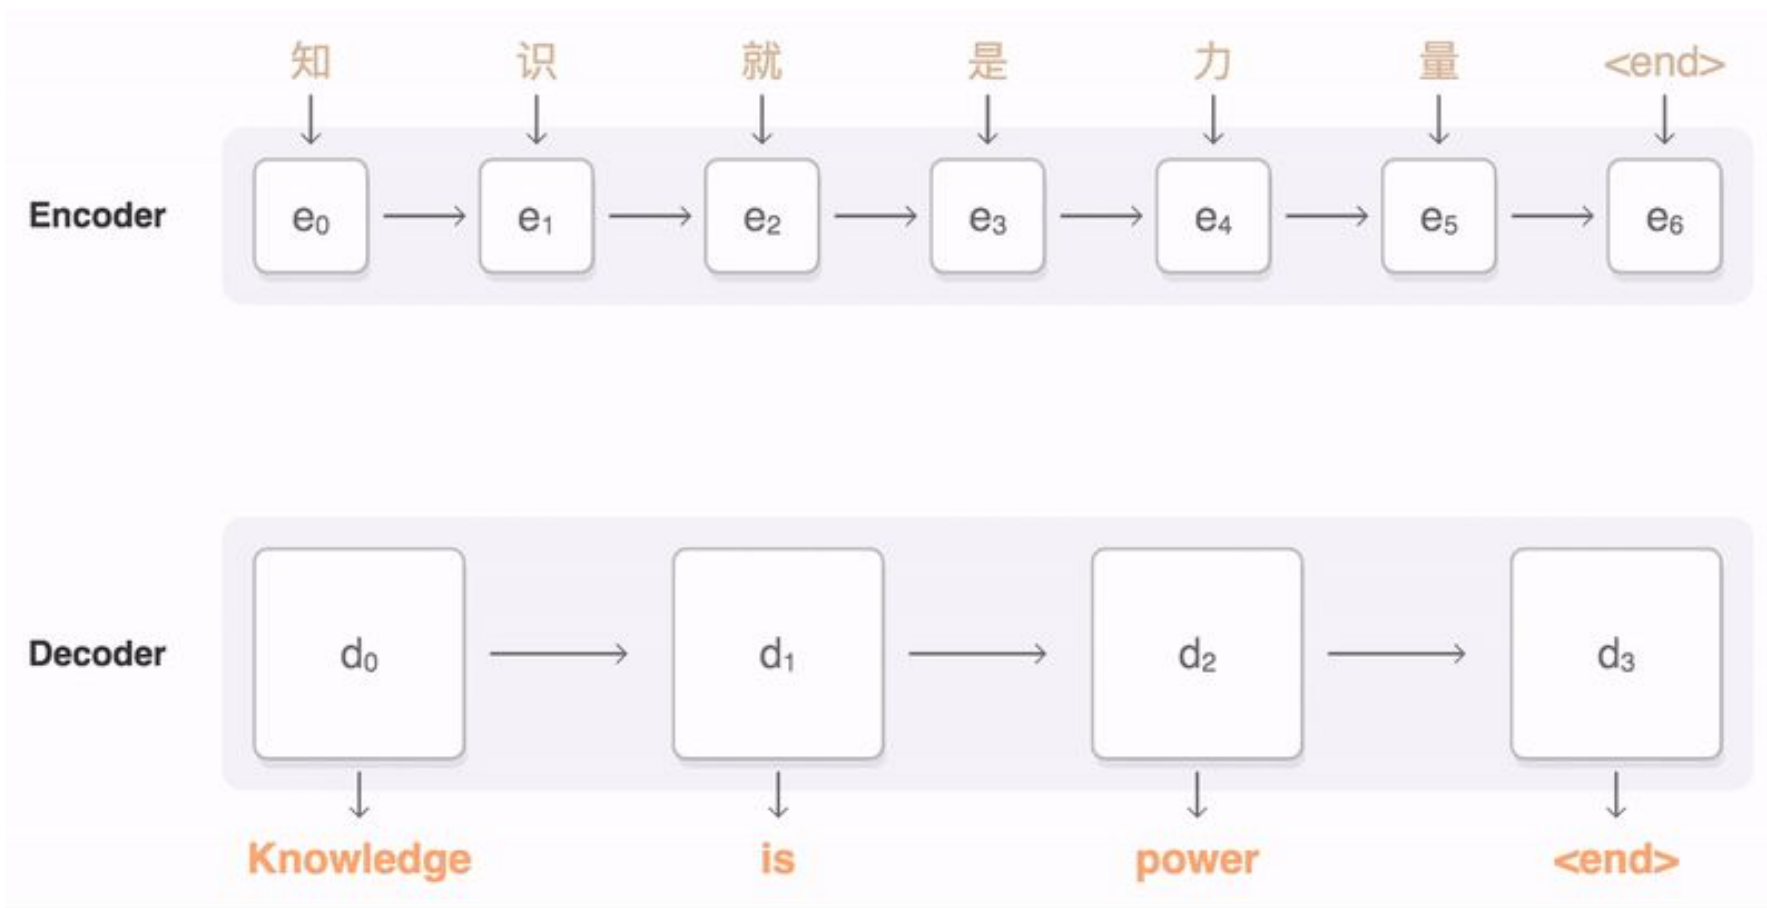 知 识 就 是 力 量 <end>
Encoder e₀ e₁ e₂ e₃ e₄ e₅ e₆
Decoder d₀ d₁ d₂ d₃
Knowledge is power <end>